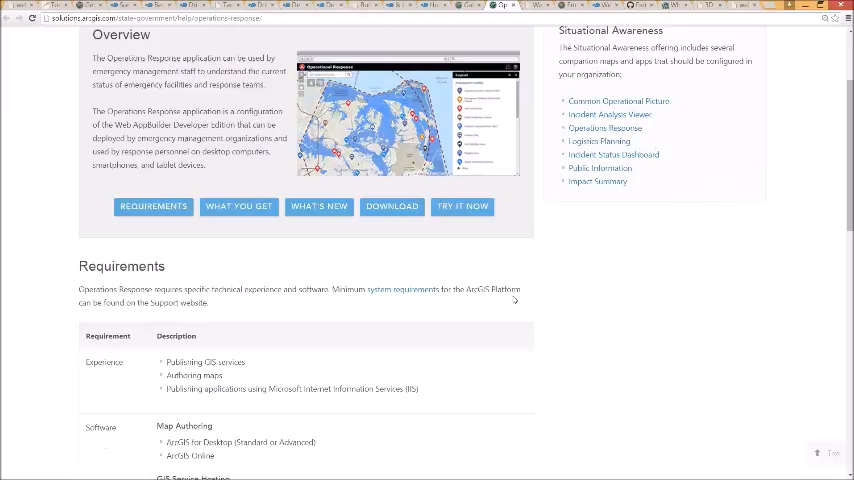 solutions.arcgis.com/state-government/help/operations-response/
Overview
The Operations Response application can be used by
emergency management staff to understand the current
status of emergency facilities and response teams.
The Operations Response application is a configuration
of the Web AppBuilder Developer Edition that can be
deployed by emergency management organizations and
used by response personnel on desktop computers,
smartphones, and tablet devices.
Operational Response
Legend
REQUIREMENTS
WHAT YOU GET
WHAT'S NEW
DOWNLOAD
TRY IT NOW
Situational Awareness
The Situational Awareness offering includes several
companion maps and apps that should be configured in
your organization:
Common Operational Picture
Incident Analysis Viewer
Operations Response
Logistics Planning
Incident Status Dashboard
Public Information
Impact Summary
Requirements
Operations Response requires specific technical experience and software. Minimum system requirements for the ArcGIS Platform
can be found on the Support website.
Requirement Description
Experience
Publishing GIS services
Authoring maps
Publishing applications using Microsoft Internet Information Services (IIS)
Software
Map Authoring
ArcGIS for Desktop (Standard or Advanced)
ArcGIS Online
GIS Service Hosting
Top